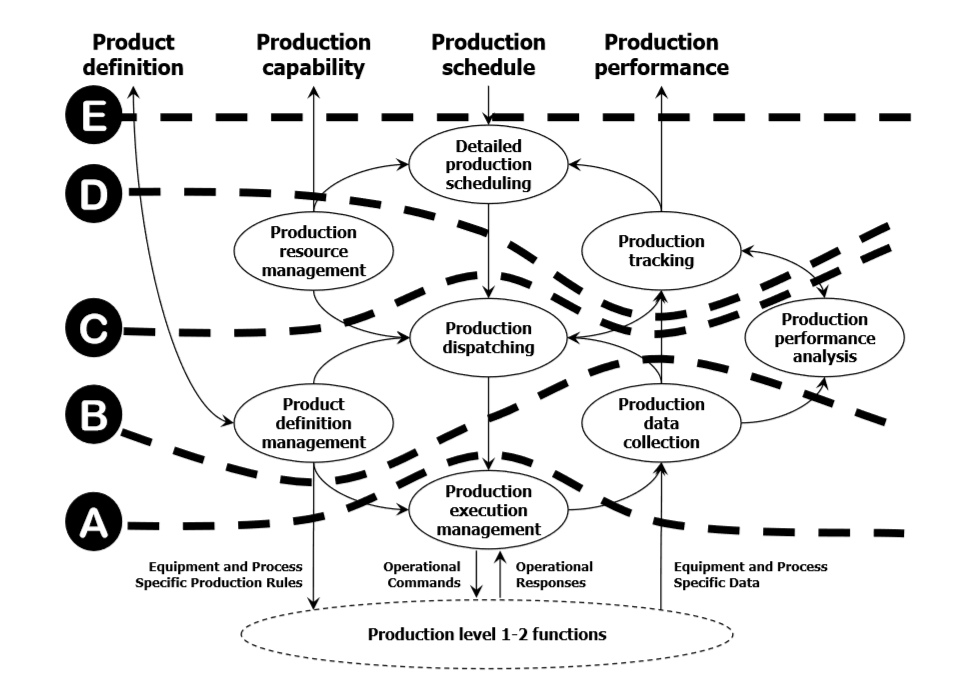 Product
definition
Production
capability
Production
schedule
Production
performance
E
Detailed
production
scheduling
D
Production
resource
management
Production
tracking
C
Production
dispatching
Production
performance
analysis
B
Product
definition
management
Production
data
collection
A
Production
execution
management
Equipment and Process
Specific Production Rules
Operational
Commands
Operational
Responses
Equipment and Process
Specific Data
Production level 1-2 functions